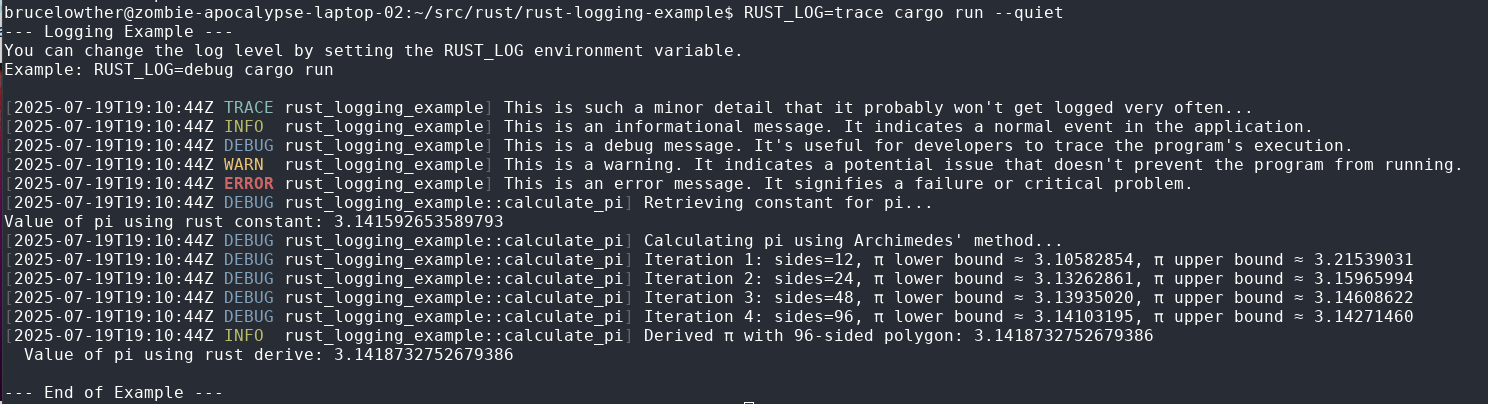 brucelowther@zombie-apocalypse-laptop-02:~/src/rust/rust-logging-example$ RUST_LOG=trace cargo run --quiet
--- Logging Example ---
You can change the log level by setting the RUST_LOG environment variable.
Example: RUST_LOG=debug cargo run
[2025-07-19T19:10:44Z TRACE rust_logging_example] This is such a minor detail that it probably won't get logged very often...
[2025-07-19T19:10:44Z INFO  rust_logging_example] This is an informational message. It indicates a normal event in the application.
[2025-07-19T19:10:44Z DEBUG rust_logging_example] This is a debug message. It's useful for developers to trace the program's execution.
[2025-07-19T19:10:44Z WARN  rust_logging_example] This is a warning. It indicates a potential issue that doesn't prevent the program from running.
[2025-07-19T19:10:44Z ERROR rust_logging_example] This is an error message. It signifies a failure or critical problem.
[2025-07-19T19:10:44Z DEBUG rust_logging_example::calculate_pi] Retrieving constant for pi...
Value of pi using rust constant: 3.141592653589793
[2025-07-19T19:10:44Z DEBUG rust_logging_example::calculate_pi] Calculating pi using Archimedes' method...
[2025-07-19T19:10:44Z DEBUG rust_logging_example::calculate_pi] Iteration 1: sides=12, π lower bound ≈ 3.10582854, π upper bound ≈ 3.21539031
[2025-07-19T19:10:44Z DEBUG rust_logging_example::calculate_pi] Iteration 2: sides=24, π lower bound ≈ 3.13262861, π upper bound ≈ 3.15965994
[2025-07-19T19:10:44Z DEBUG rust_logging_example::calculate_pi] Iteration 3: sides=48, π lower bound ≈ 3.13935020, π upper bound ≈ 3.14608622
[2025-07-19T19:10:44Z DEBUG rust_logging_example::calculate_pi] Iteration 4: sides=96, π lower bound ≈ 3.14103195, π upper bound ≈ 3.14271460
[2025-07-19T19:10:44Z INFO  rust_logging_example::calculate_pi] Derived π with 96-sided polygon: 3.1418732752679386
  Value of pi using rust derive: 3.1418732752679386
--- End of Example ---